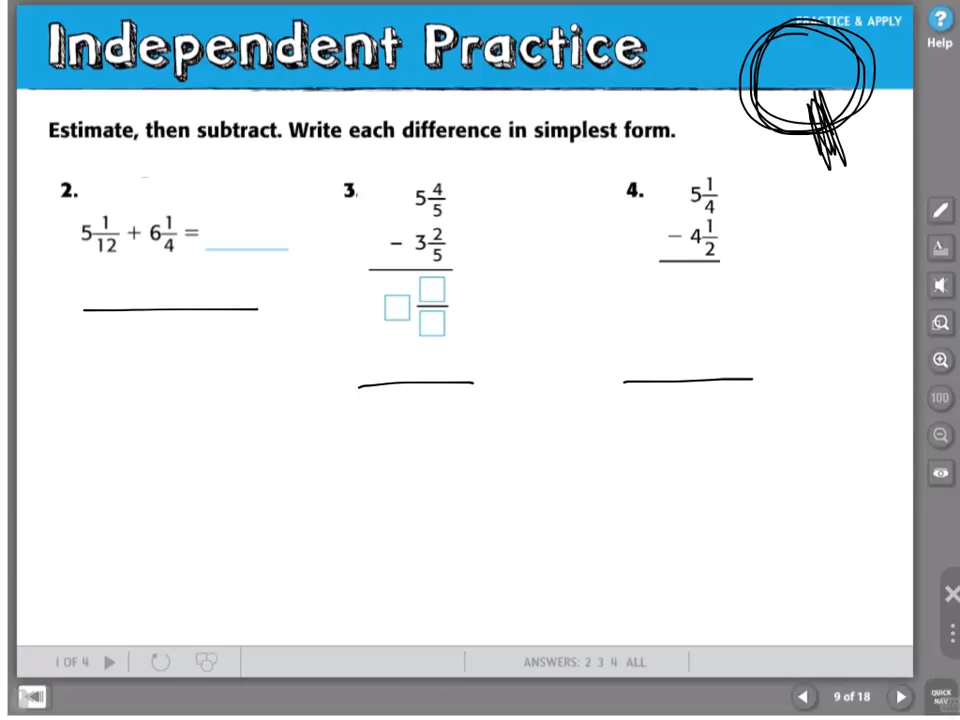 PRACTICE & APPLY
Independent Practice
Help
Estimate, then subtract. Write each difference in simplest form.
2.
5 1/12 + 6 1/4 =
3.
5 4/5
− 3 2/5
4.
5 1/4
− 4 1/2
100
1 OF 4
ANSWERS: 2 3 4 ALL
9 of 18
QUICK
NAV